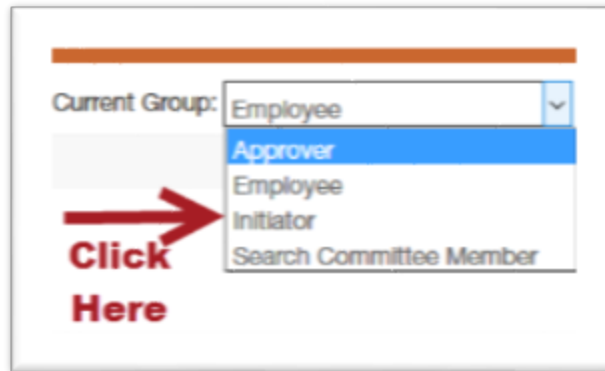 Current Group: Employee
Approver
Employee
Initiator
Search Committee Member
Click
Here